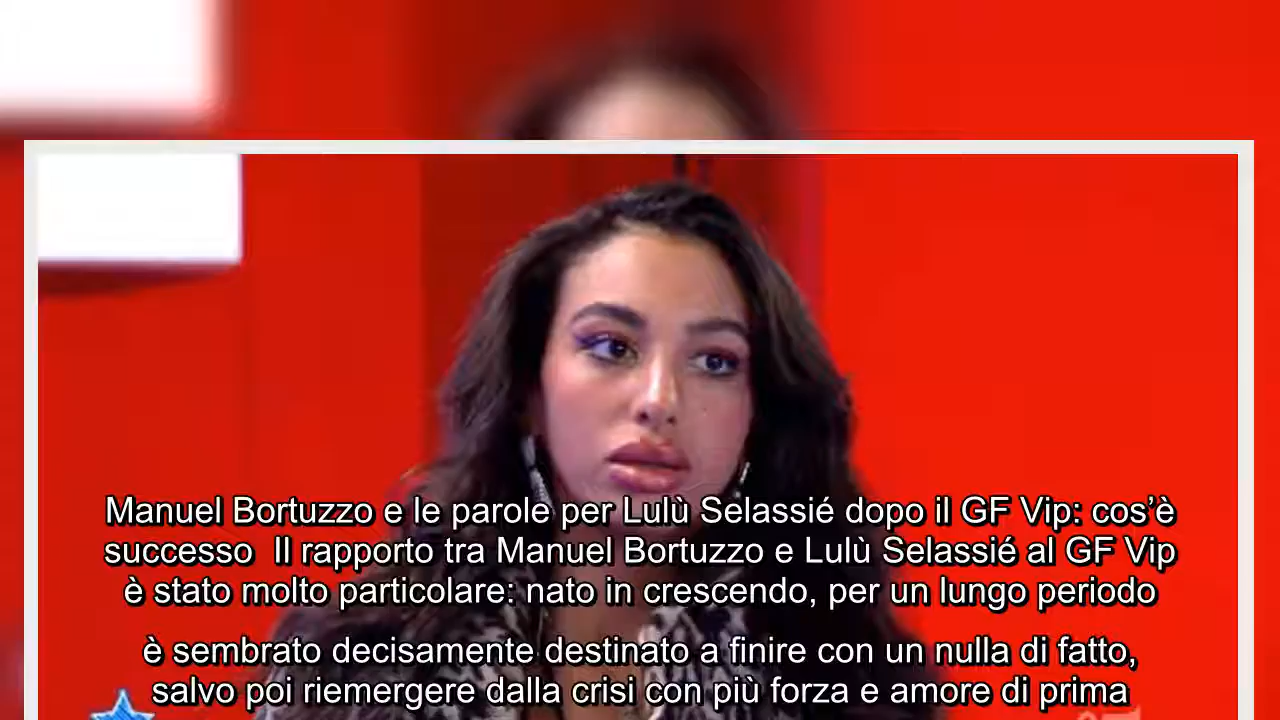 Manuel Bortuzzo e le parole per Lulù Selassié dopo il GF Vip: cos’è
successo  Il rapporto tra Manuel Bortuzzo e Lulù Selassié al GF Vip
è stato molto particolare: nato in crescendo, per un lungo periodo
è sembrato decisamente destinato a finire con un nulla di fatto,
salvo poi riemergere dalla crisi con più forza e amore di prima